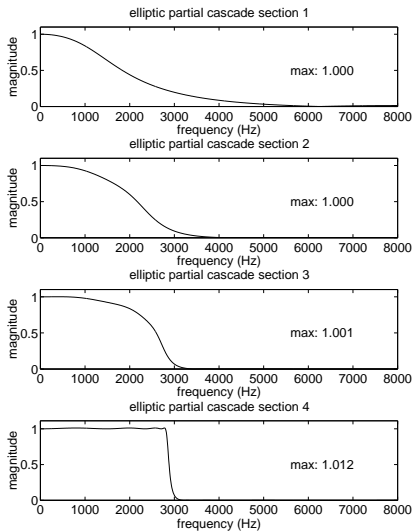 elliptic partial cascade section 1
1
0.5
0
magnitude
max: 1.000
0 1000 2000 3000 4000 5000 6000 7000 8000
frequency (Hz)
elliptic partial cascade section 2
1
0.5
0
magnitude
max: 1.000
0 1000 2000 3000 4000 5000 6000 7000 8000
frequency (Hz)
elliptic partial cascade section 3
1
0.5
0
magnitude
max: 1.001
0 1000 2000 3000 4000 5000 6000 7000 8000
frequency (Hz)
elliptic partial cascade section 4
1
0.5
0
magnitude
max: 1.012
0 1000 2000 3000 4000 5000 6000 7000 8000
frequency (Hz)